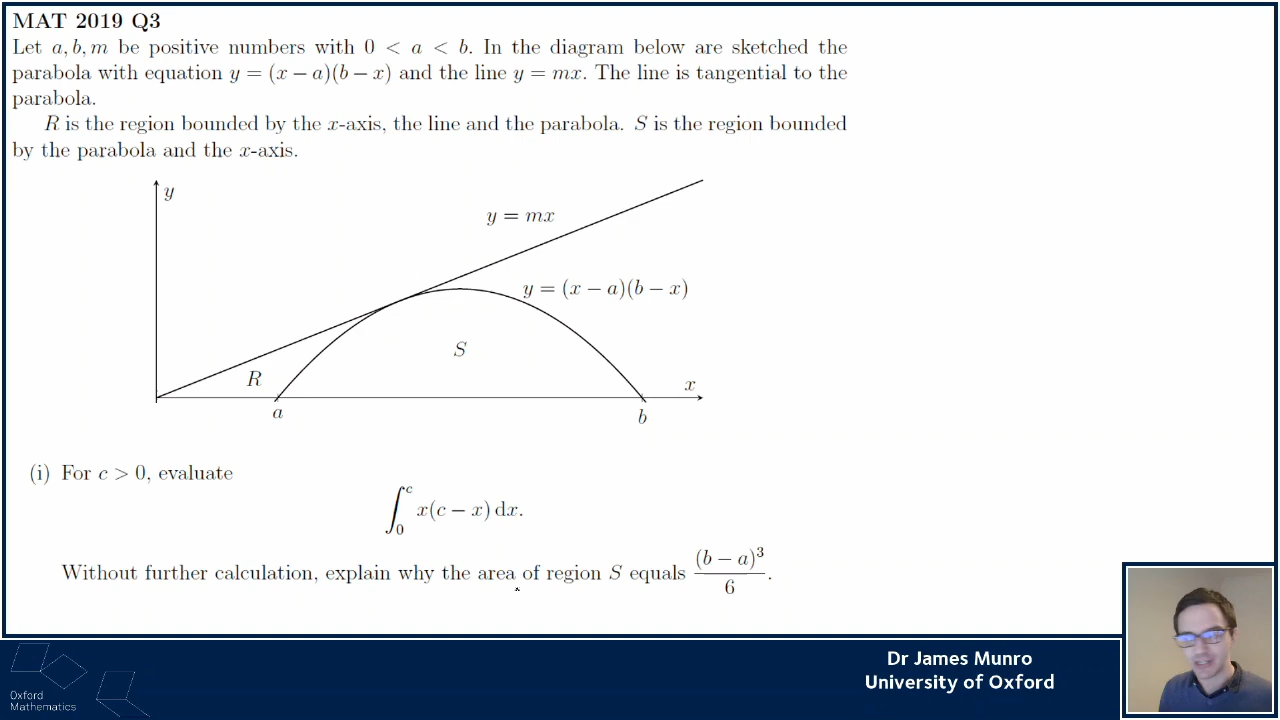 MAT 2019 Q3
Let a, b, m be positive numbers with 0 < a < b. In the diagram below are sketched the
parabola with equation y = (x − a)(b − x) and the line y = mx. The line is tangential to the
parabola.
R is the region bounded by the x-axis, the line and the parabola. S is the region bounded
by the parabola and the x-axis.
y
y = mx
y = (x − a)(b − x)
S
R
x
a
b
(i) For c > 0, evaluate
∫₀ᶜ x(c − x) dx.
Without further calculation, explain why the area of region S equals (b − a)³/6.
Oxford
Mathematics
Dr James Munro
University of Oxford